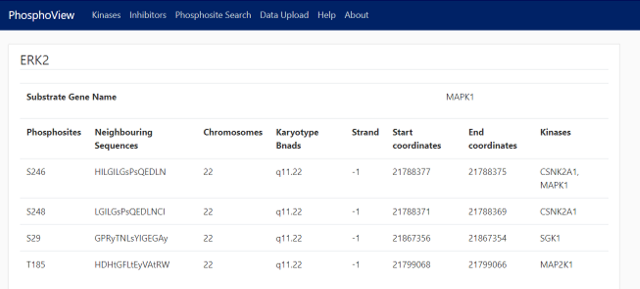 PhosphoView Kinases Inhibitors Phosphosite Search Data Upload Help About
ERK2
Substrate Gene Name MAPK1
Phosphosites Neighbouring Sequences Chromosomes Karyotype Bnads Strand Start coordinates End coordinates Kinases
S246 HILGILGsPsQEDLN 22 q11.22 -1 21788377 21788375 CSNK2A1, MAPK1
S248 LGILGsPsQEDLNCI 22 q11.22 -1 21788371 21788369 CSNK2A1
S29 GPRyTNLsYIGEGAy 22 q11.22 -1 21867356 21867354 SGK1
T185 HDHtGFLtEyVAtRW 22 q11.22 -1 21799068 21799066 MAP2K1